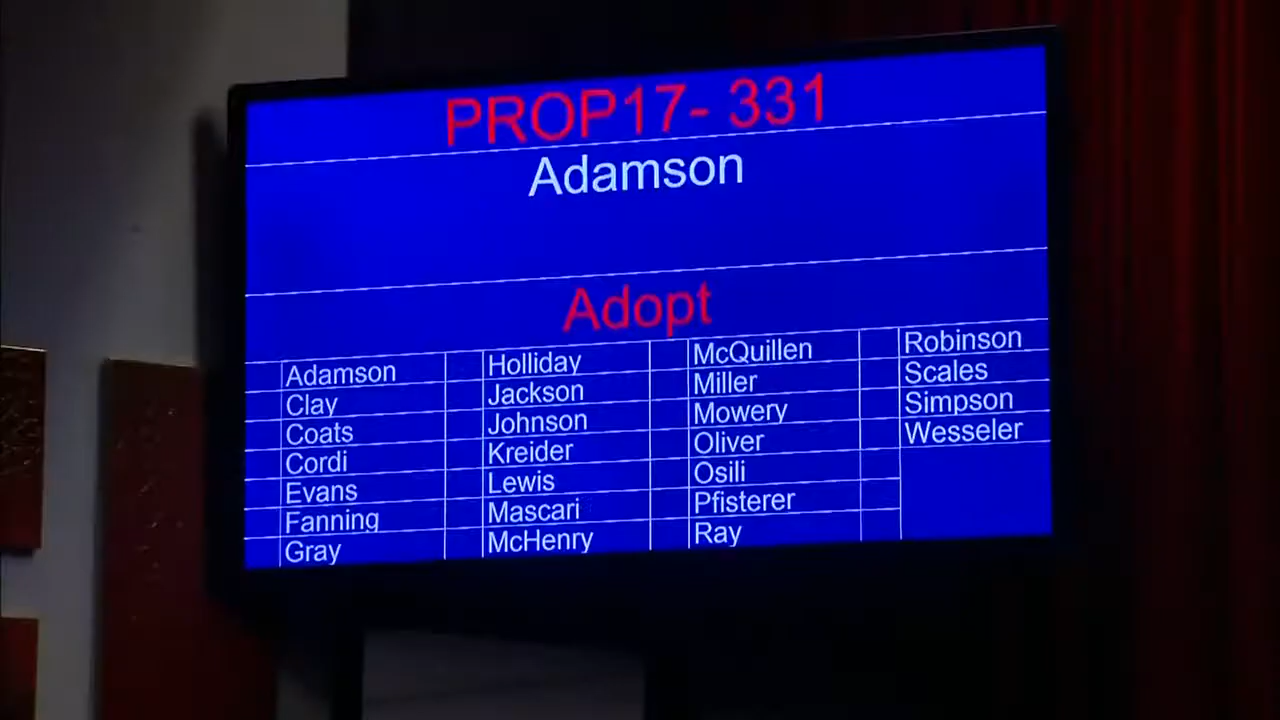 PROP17- 331
Adamson
Adopt
Adamson
Clay
Coats
Cordi
Evans
Fanning
Gray
Holliday
Jackson
Johnson
Kreider
Lewis
Mascari
McHenry
McQuillen
Miller
Mowery
Oliver
Osili
Pfisterer
Ray
Robinson
Scales
Simpson
Wesseler